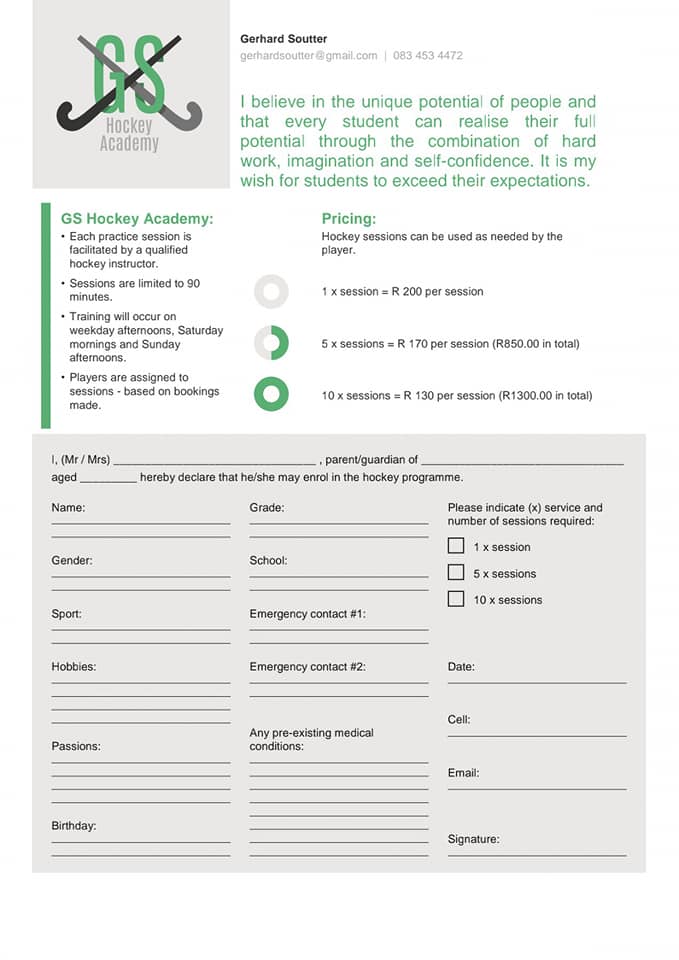 GS
Hockey
Academy
Gerhard Soutter
gerhardsoutter@gmail.com | 083 453 4472
I believe in the unique potential of people and
that every student can realise their full
potential through the combination of hard
work, imagination and self-confidence. It is my
wish for students to exceed their expectations.
GS Hockey Academy:
• Each practice session is
facilitated by a qualified
hockey instructor.
• Sessions are limited to 90
minutes.
• Training will occur on
weekday afternoons, Saturday
mornings and Sunday
afternoons.
• Players are assigned to
sessions - based on bookings
made.
Pricing:
Hockey sessions can be used as needed by the
player.
1 x session = R 200 per session
5 x sessions = R 170 per session (R850.00 in total)
10 x sessions = R 130 per session (R1300.00 in total)
I, (Mr / Mrs) ______________________________ , parent/guardian of ______________________________
aged _________ hereby declare that he/she may enrol in the hockey programme.
Name:
Gender:
Sport:
Hobbies:
Passions:
Birthday:
Grade:
School:
Emergency contact #1:
Emergency contact #2:
Any pre-existing medical
conditions:
Please indicate (x) service and
number of sessions required:
1 x session
5 x sessions
10 x sessions
Date:
Cell:
Email:
Signature: